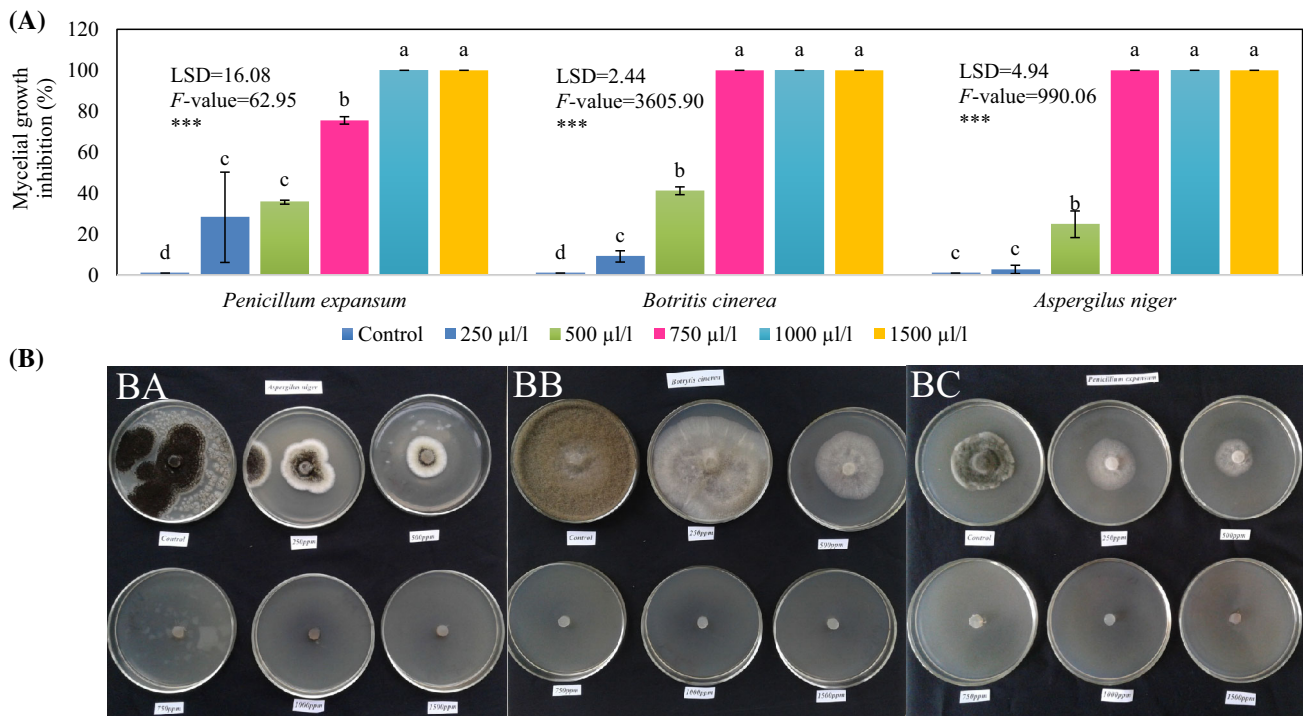 (A)
Mycelial growth
inhibition (%)
120
100
80
60
40
20
0
LSD=16.08
F-value=62.95
***
d
c
c
b
a
a
LSD=2.44
F-value=3605.90
***
d
c
b
a
a
a
LSD=4.94
F-value=990.06
***
c
c
b
a
a
a
Penicillum expansum
Botritis cinerea
Aspergilus niger
Control
250 µl/l
500 µl/l
750 µl/l
1000 µl/l
1500 µl/l
(B)
BA
Aspergilus niger
Control
250ppm
500ppm
750ppm
1000ppm
1500ppm
BB
Botrytis cinerea
Control
250ppm
500ppm
750ppm
1000ppm
1500ppm
BC
Penicillium expansum
Control
250ppm
500ppm
750ppm
1000ppm
1500ppm